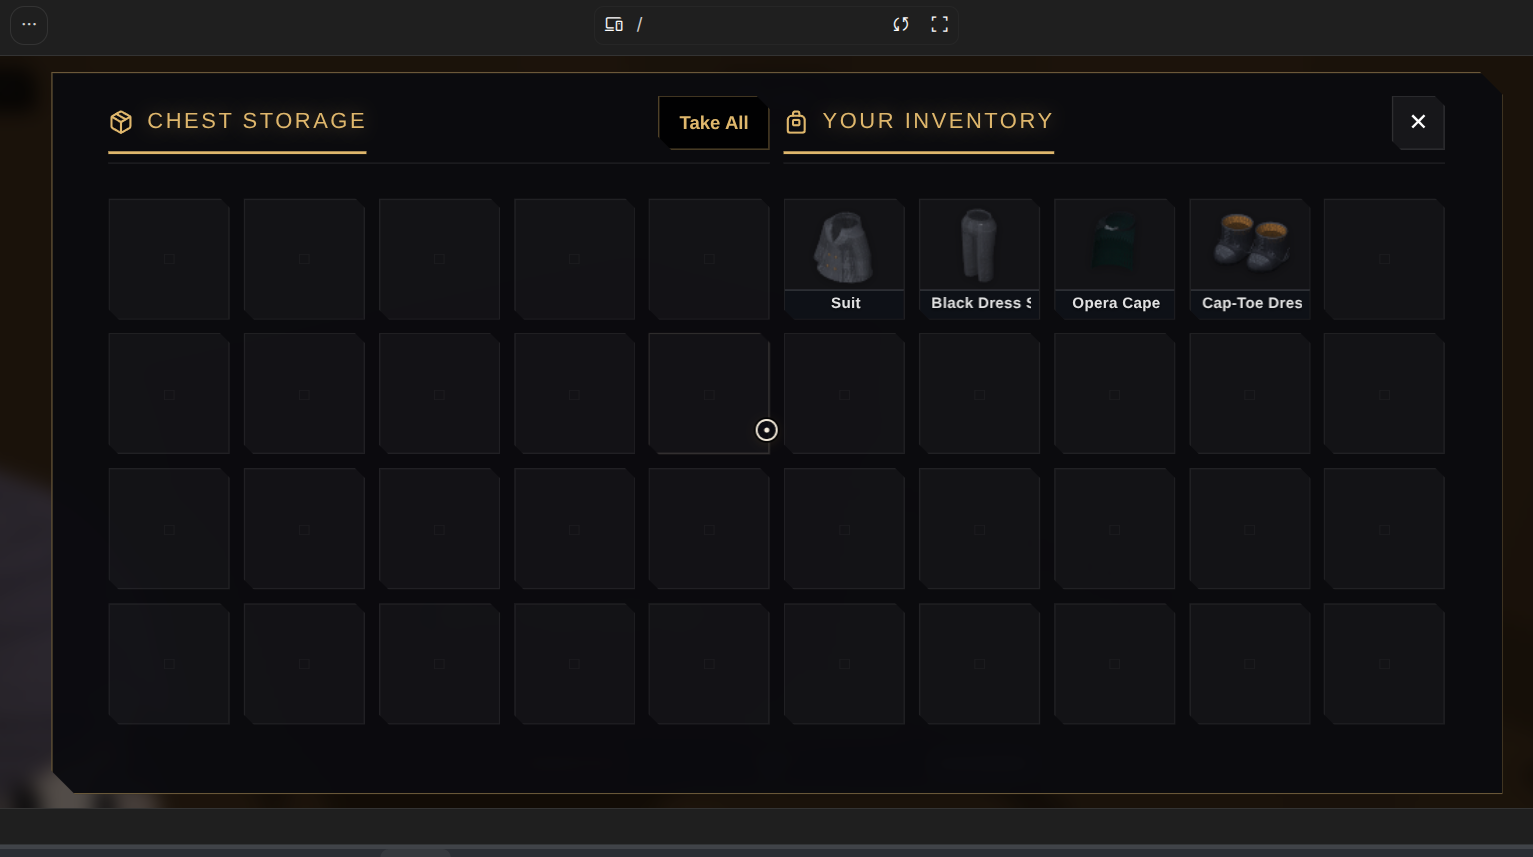 /
CHEST STORAGE
Take All
YOUR INVENTORY
Suit
Black Dress S
Opera Cape
Cap-Toe Dres